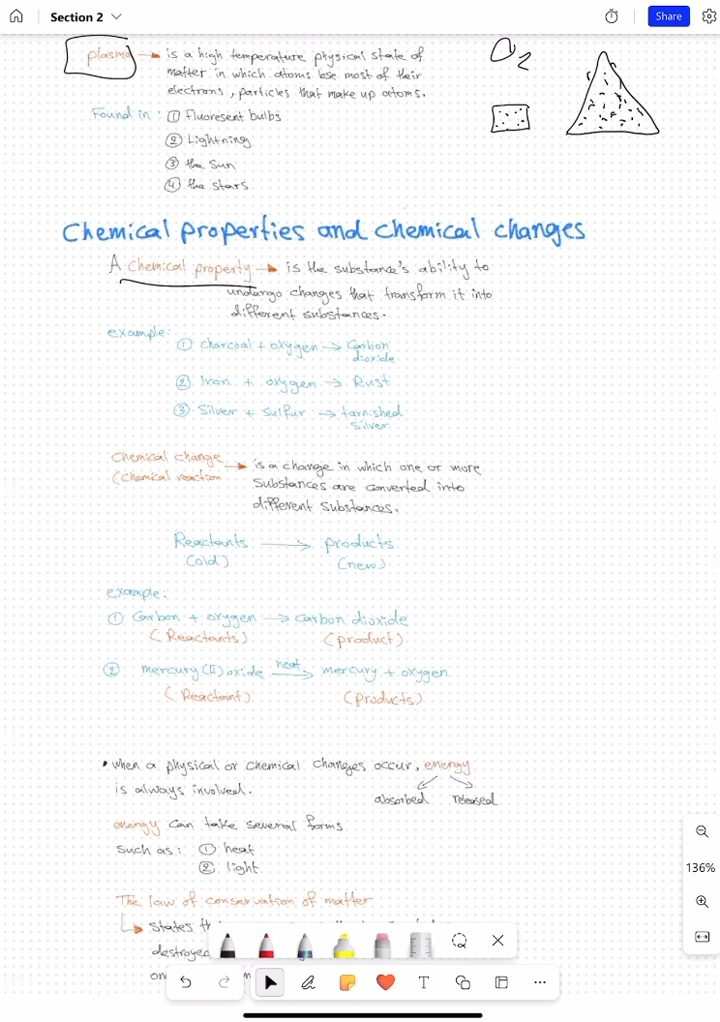 Section 2
Share
plasma → is a high temperature physical state of
matter in which atoms lose most of their
electrons, particles that make up atoms.
O2
Found in : ① Fluoresent bulbs
② Lightning
③ the Sun
④ the stars
Chemical properties and chemical changes
A chemical property → is the substance's ability to
undergo changes that transform it into
different substances.
example:
① charcoal + oxygen → Carbon
dioxide
② Iron + oxygen → Rust
③ Silver + sulfur → tarnished
silver
Chemical change → is a change in which one or more
(Chemical reaction
substances are converted into
different substances.
Reactants → products
(old) (new)
example:
① Carbon + oxygen → carbon dioxide
(Reactants) (product)
② mercury (II) oxide heat → mercury + oxygen
(Reactant) (Products)
• when a physical or chemical changes occur, energy
is always involved.
absorbed released
energy can take several forms
such as : ① heat
② light
The law of conservation of matter
↳ States
destroyed
136%
T